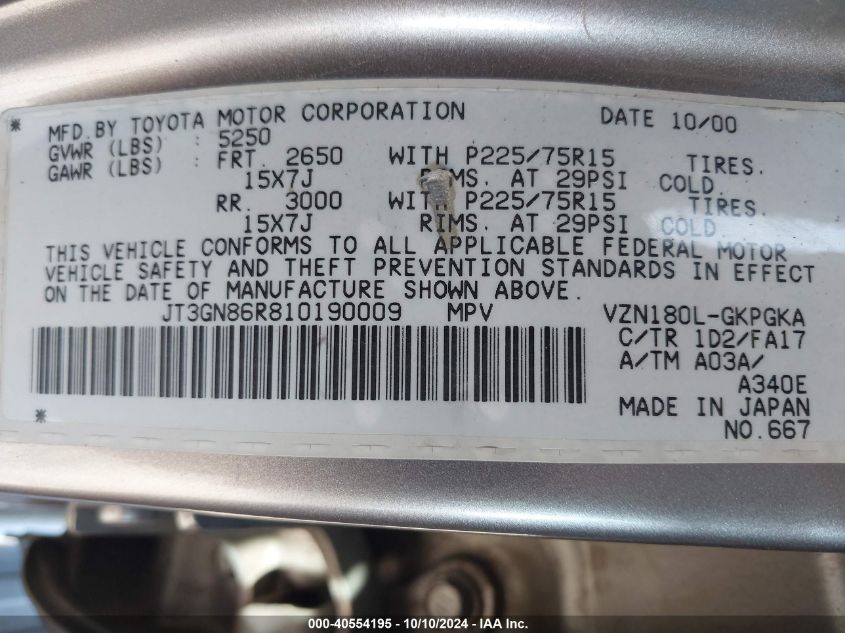 * MFD.BY TOYOTA MOTOR CORPORATION DATE 10/00
GVWR (LBS) : 5250
GAWR (LBS) : FRT. 2650 WITH P225/75R15 TIRES.
15X7J RIMS. AT 29PSI COLD.
RR. 3000 WITH P225/75R15 TIRES.
15X7J RIMS. AT 29PSI COLD
THIS VEHICLE CONFORMS TO ALL APPLICABLE FEDERAL MOTOR
VEHICLE SAFETY AND THEFT PREVENTION STANDARDS IN EFFECT
ON THE DATE OF MANUFACTURE SHOWN ABOVE.
JT3GN86R810190009 MPV VZN180L-GKPGKA
C/TR 1D2/FA17
A/TM A03A/
A340E
* MADE IN JAPAN
NO.667
000-40554195 - 10/10/2024 - IAA Inc.